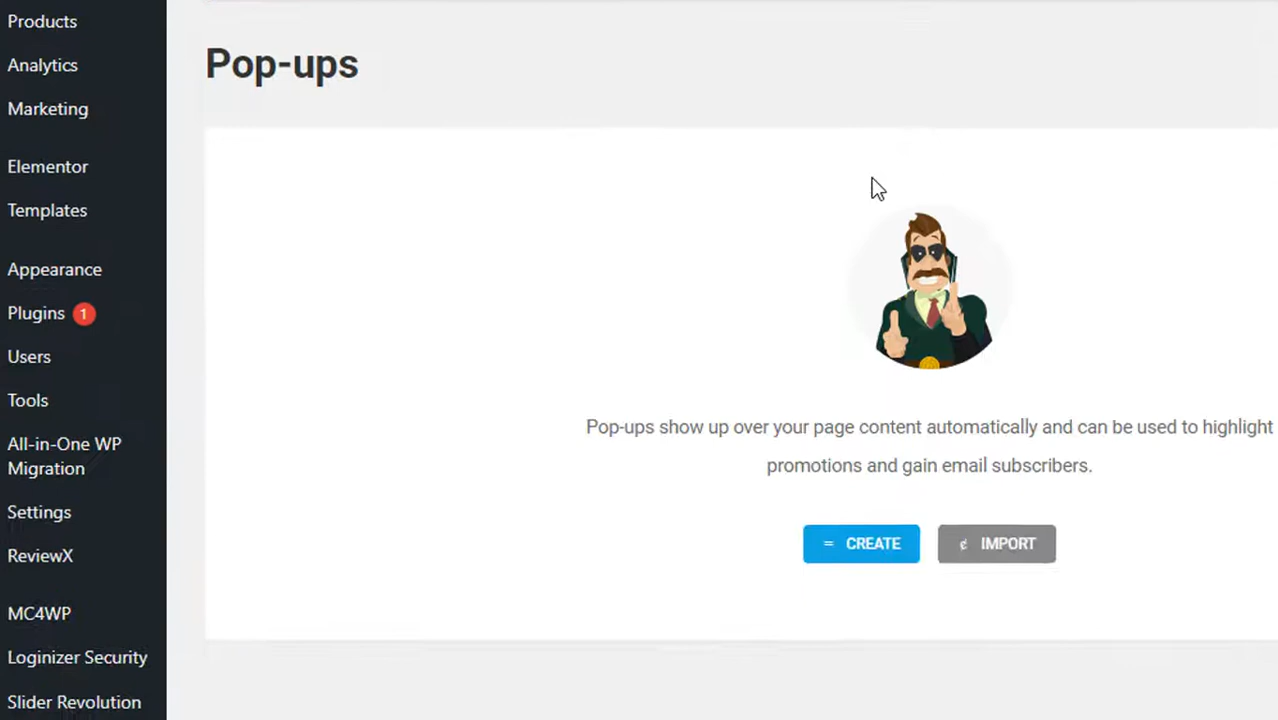 Products
Analytics
Marketing
Elementor
Templates
Appearance
Plugins 1
Users
Tools
All-in-One WP
Migration
Settings
ReviewX
MC4WP
Loginizer Security
Slider Revolution
Pop-ups
Pop-ups show up over your page content automatically and can be used to highlight
promotions and gain email subscribers.
CREATE
IMPORT